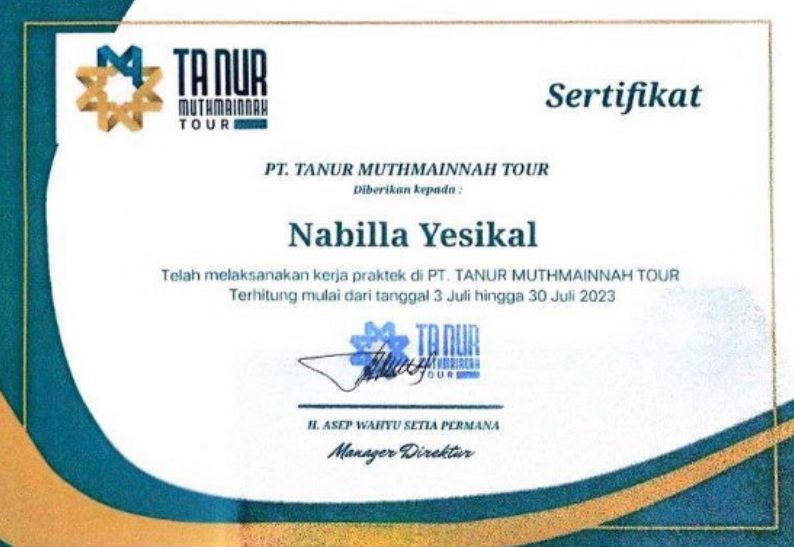 TANUR
MUTHMAINNAH
TOUR
Sertifikat
PT. TANUR MUTHMAINNAH TOUR
Diberikan kepada :
Nabilla Yesikal
Telah melaksanakan kerja praktek di PT. TANUR MUTHMAINNAH TOUR
Terhitung mulai dari tanggal 3 Juli hingga 30 Juli 2023
TANUR
MUTHMAINNAH
TOUR
H. ASEP WAHYU SETIA PERMANA
Manager Direktur